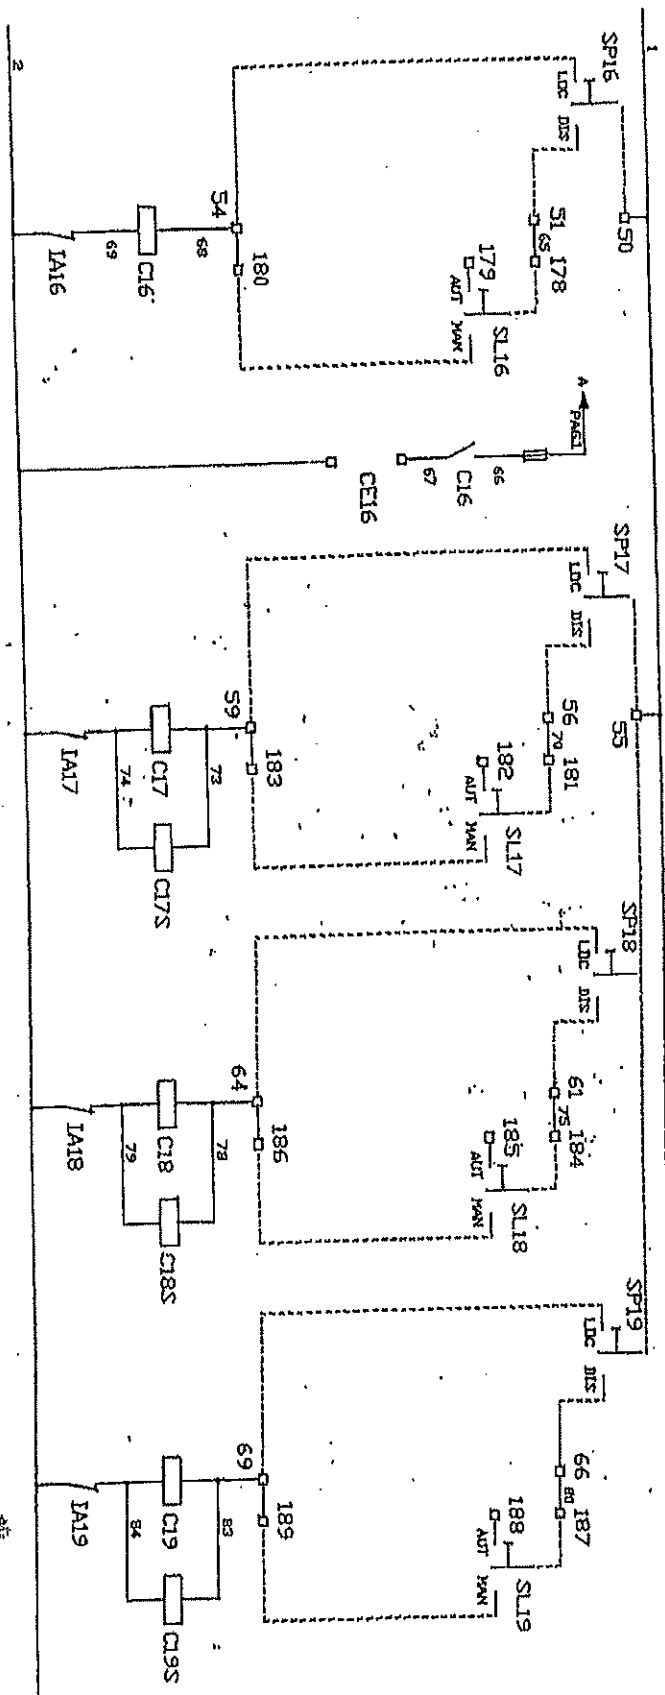 1
2
SP16
LOC
DIS
50
51
65
178
179
AUT
MAN
SL16
54
180
68
C16
69
IA16
A
PAG1
66
C16
67
CE16
SP17
LOC
DIS
55
56
70
181
182
AUT
MAN
SL17
59
183
73
C17
74
C17S
IA17
SP18
LOC
DIS
61
75
184
185
AUT
MAN
SL18
64
186
78
C18
79
C18S
IA18
SP19
LOC
DIS
66
80
187
188
AUT
MAN
SL19
69
189
83
C19
84
C19S
IA19